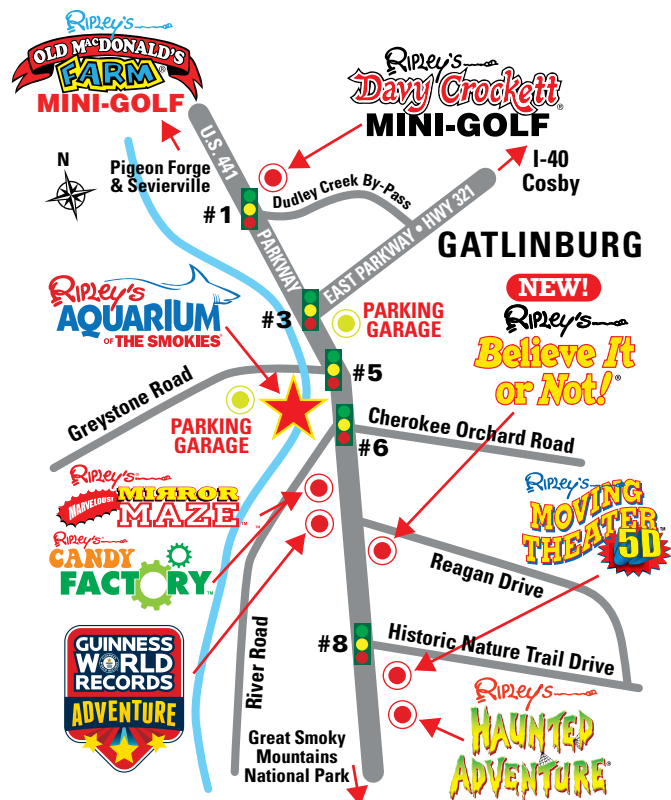 Ripley's
OLD MACDONALD'S
FARM®
MINI-GOLF
Ripley's
Davy Crockett®
MINI-GOLF
N
Pigeon Forge
& Sevierville
U.S. 441
I-40
Cosby
#1
Dudley Creek By-Pass
PARKWAY
EAST PARKWAY • HWY 321
GATLINBURG
Ripley's
AQUARIUM
OF THE SMOKIES®
#3
PARKING
GARAGE
NEW!
Ripley's
Believe It
or Not!®
#5
Greystone Road
PARKING
GARAGE
#6
Cherokee Orchard Road
Ripley's
MARVELOUS!
MIRROR
MAZE™
Ripley's
CANDY
FACTORY™
Ripley's
MOVING
THEATER
5D
Reagan Drive
GUINNESS
WORLD
RECORDS
ADVENTURE
River Road
#8
Historic Nature Trail Drive
Great Smoky
Mountains
National Park
Ripley's
HAUNTED
ADVENTURE®